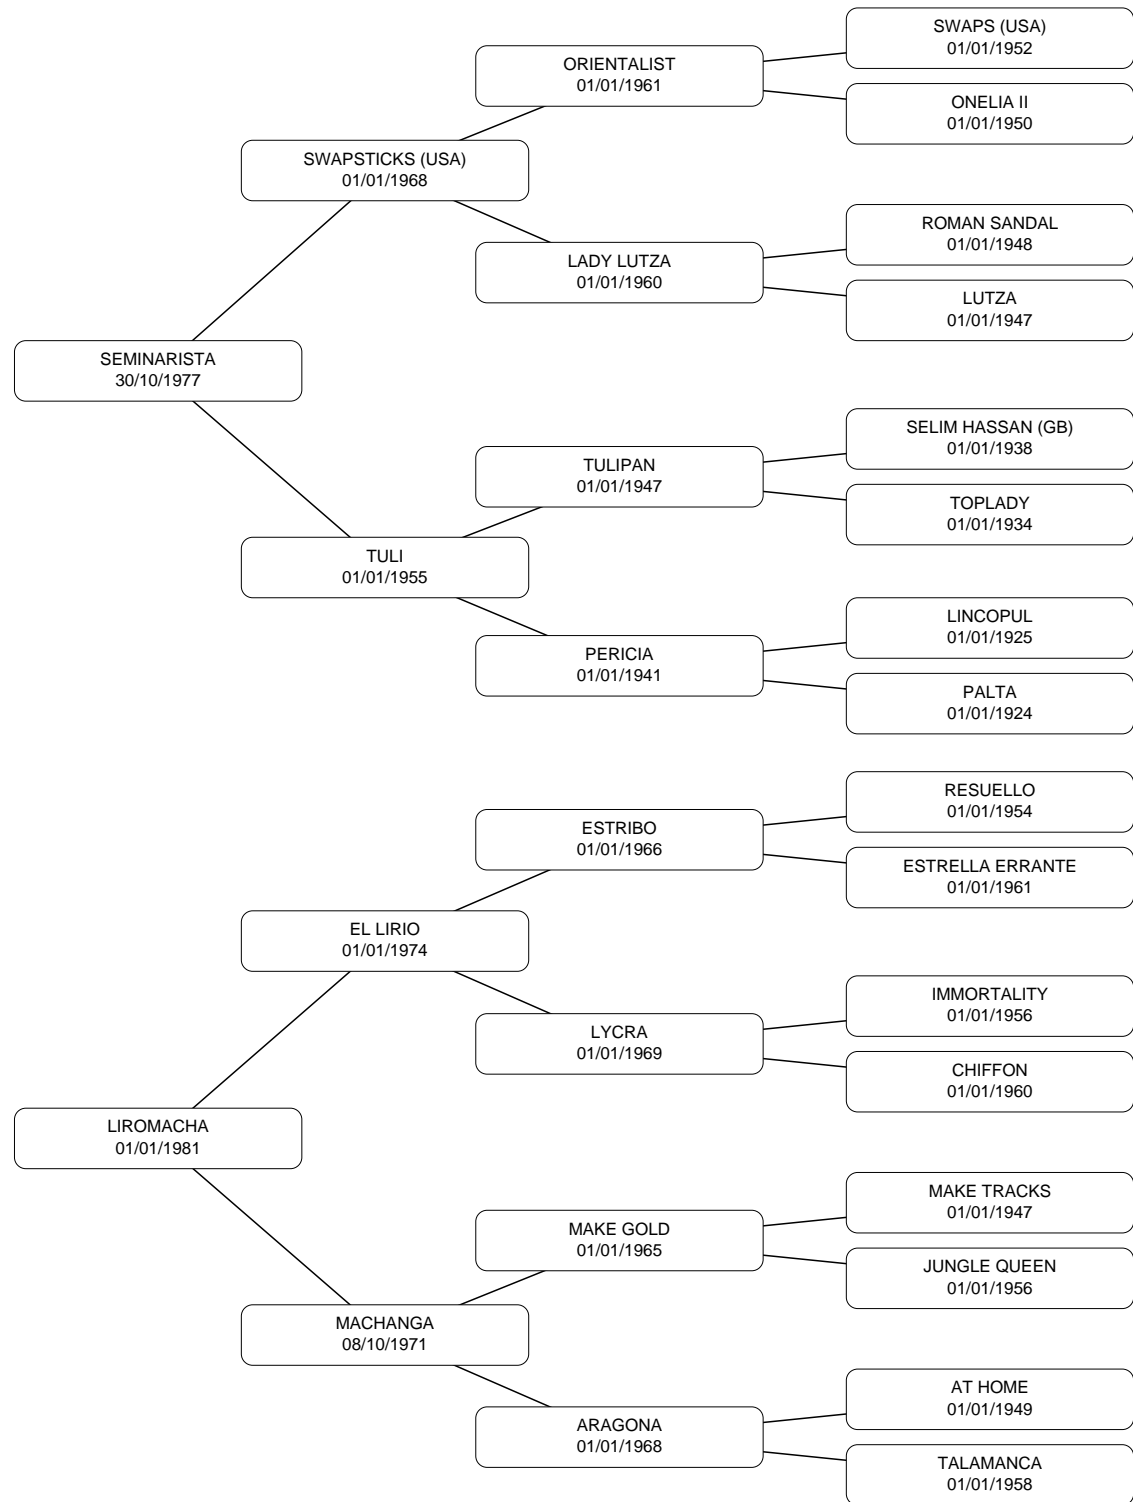 SWAPS (USA)
01/01/1952
ORIENTALIST
01/01/1961
ONELIA II
01/01/1950
SWAPSTICKS (USA)
01/01/1968
ROMAN SANDAL
01/01/1948
LADY LUTZA
01/01/1960
LUTZA
01/01/1947
SEMINARISTA
30/10/1977
SELIM HASSAN (GB)
01/01/1938
TULIPAN
01/01/1947
TOPLADY
01/01/1934
TULI
01/01/1955
LINCOPUL
01/01/1925
PERICIA
01/01/1941
PALTA
01/01/1924
RESUELLO
01/01/1954
ESTRIBO
01/01/1966
ESTRELLA ERRANTE
01/01/1961
EL LIRIO
01/01/1974
IMMORTALITY
01/01/1956
LYCRA
01/01/1969
CHIFFON
01/01/1960
LIROMACHA
01/01/1981
MAKE TRACKS
01/01/1947
MAKE GOLD
01/01/1965
JUNGLE QUEEN
01/01/1956
MACHANGA
08/10/1971
AT HOME
01/01/1949
ARAGONA
01/01/1968
TALAMANCA
01/01/1958